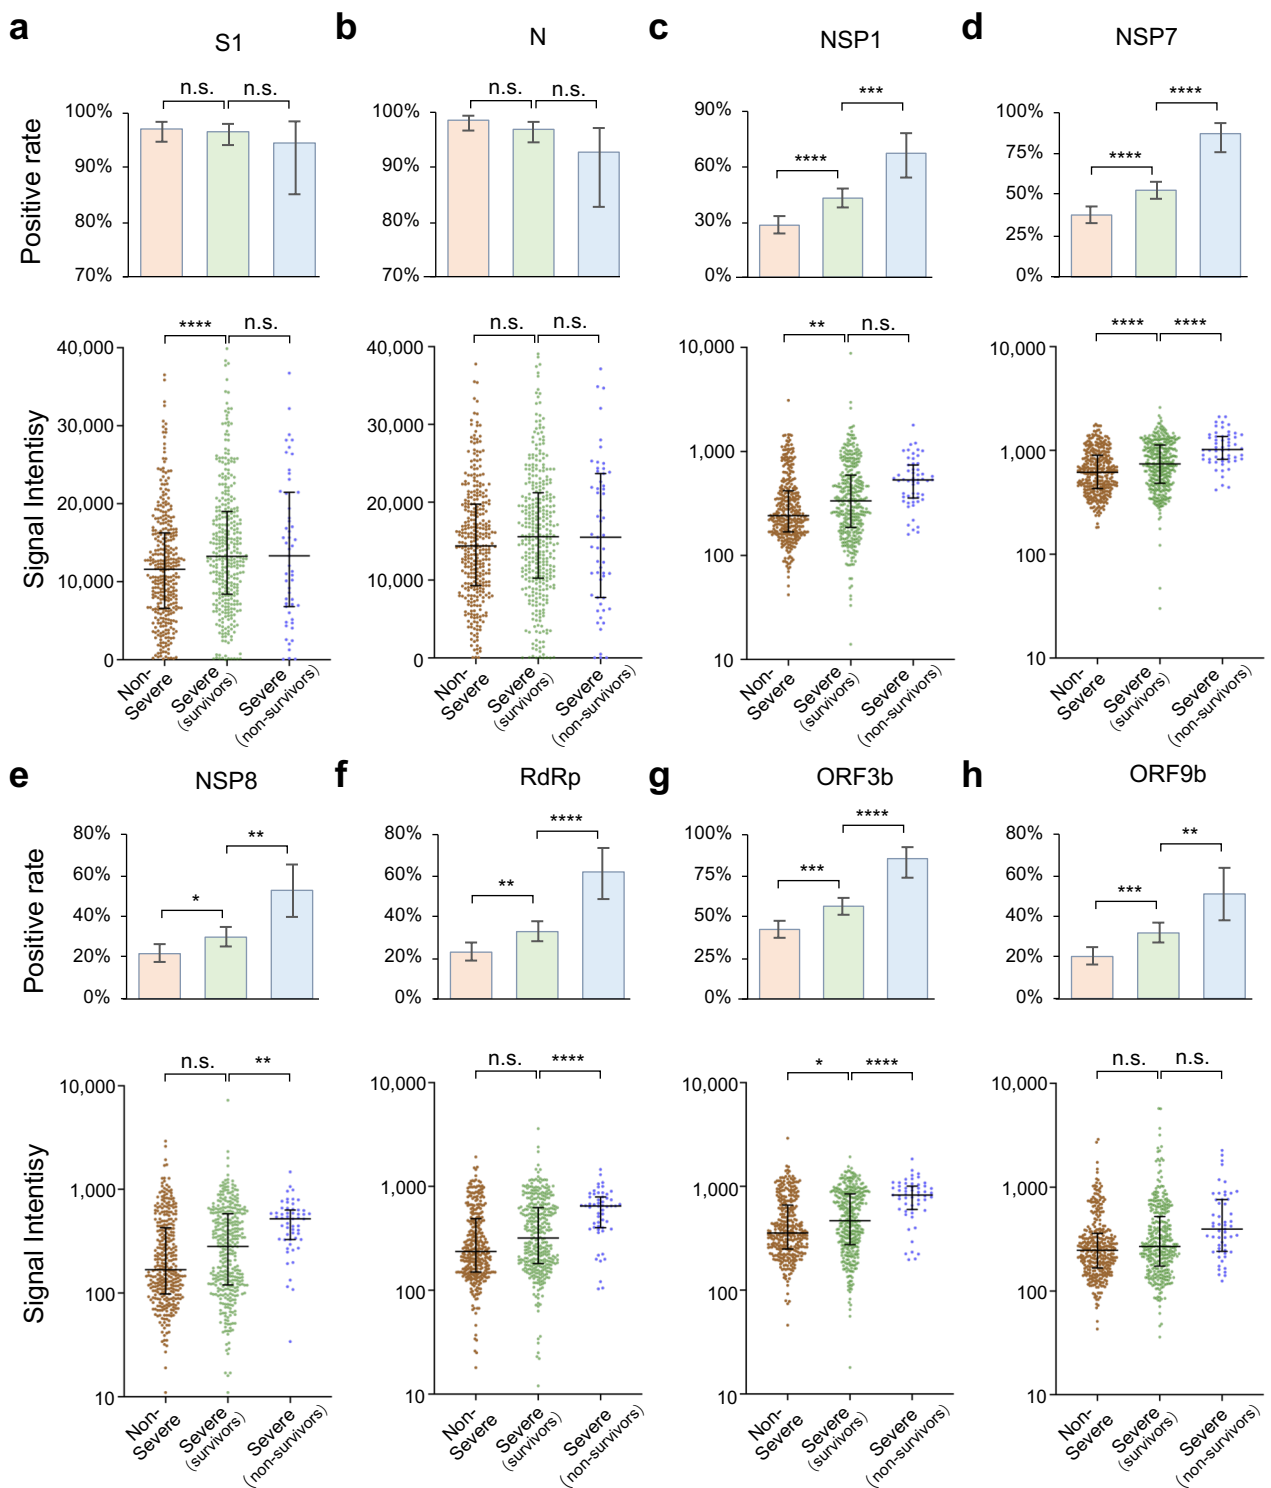 a
S1
b
N
c
NSP1
d
NSP7
Positive rate
100%
90%
80%
70%
n.s.
n.s.
100%
90%
80%
70%
n.s.
n.s.
90%
60%
30%
0%
****
***
100%
75%
50%
25%
0%
****
****
Signal Intentisy
40,000
30,000
20,000
10,000
0
****
n.s.
40,000
30,000
20,000
10,000
0
n.s.
n.s.
10,000
1,000
100
10
**
n.s.
10,000
1,000
100
10
****
****
Non-
Severe
Severe
(survivors)
Severe
(non-survivors)
Non-
Severe
Severe
(survivors)
Severe
(non-survivors)
Non-
Severe
Severe
(survivors)
Severe
(non-survivors)
Non-
Severe
Severe
(survivors)
Severe
(non-survivors)
e
NSP8
f
RdRp
g
ORF3b
h
ORF9b
Positive rate
80%
60%
40%
20%
0%
*
**
80%
60%
40%
20%
0%
**
****
100%
75%
50%
25%
0%
***
****
80%
60%
40%
20%
0%
***
**
Signal Intentisy
10,000
1,000
100
10
n.s.
**
10,000
1,000
100
10
n.s.
****
10,000
1,000
100
10
*
****
10,000
1,000
100
10
n.s.
n.s.
Non-
Severe
Severe
(survivors)
Severe
(non-survivors)
Non-
Severe
Severe
(survivors)
Severe
(non-survivors)
Non-
Severe
Severe
(survivors)
Severe
(non-survivors)
Non-
Severe
Severe
(survivors)
Severe
(non-survivors)